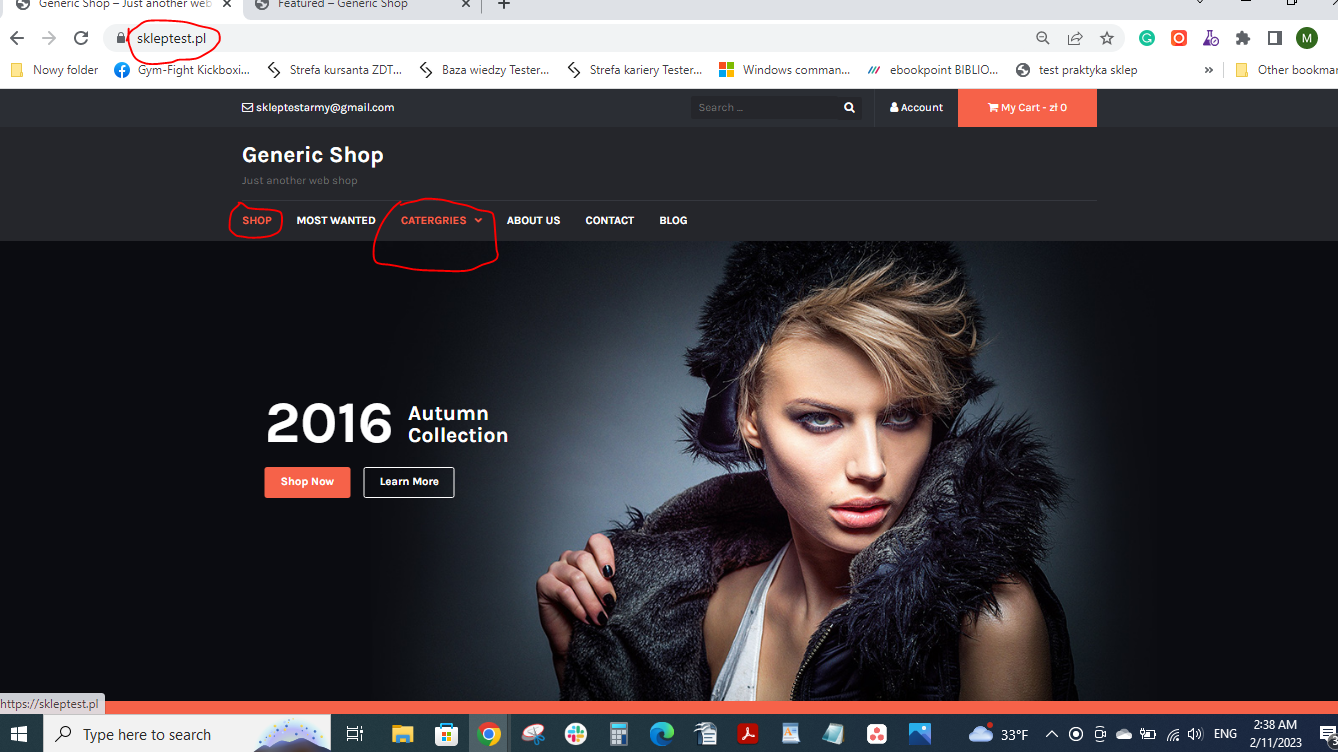 Generic Shop – Just another web
Featured – Generic Shop
skleptest.pl
M
Nowy folder
Gym-Fight Kickboxi...
Strefa kursanta ZDT...
Baza wiedzy Tester...
Strefa kariery Tester...
Windows comman...
ebookpoint BIBLIO...
test praktyka sklep
»
Other bookmar
skleptestarmy@gmail.com
Search ...
Account
My Cart - zł 0
Generic Shop
Just another web shop
SHOP
MOST WANTED
CATERGRIES
ABOUT US
CONTACT
BLOG
2016
Autumn
Collection
Shop Now
Learn More
https://skleptest.pl
Type here to search
33°F
ENG
2:38 AM
2/11/2023